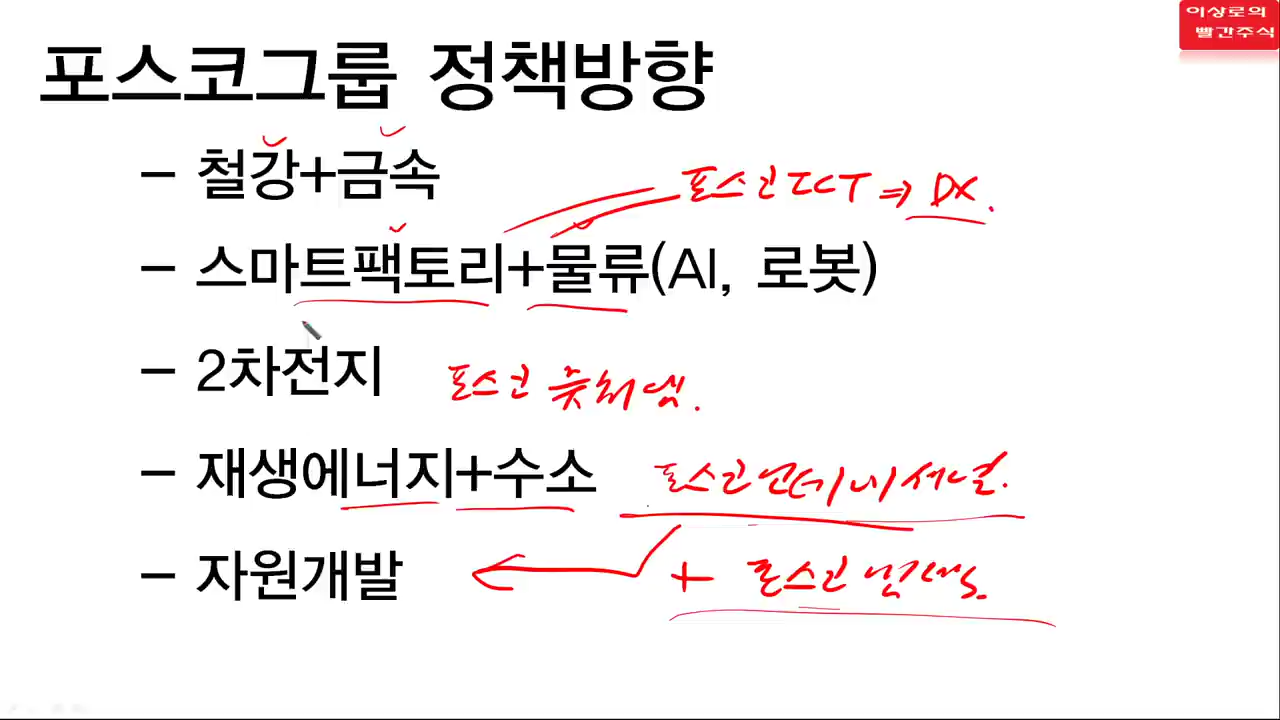 이상로의
빨간주식
포스코그룹 정책방향
– 철강+금속
포스코 ICT ⇒ DX.
– 스마트팩토리+물류(AI, 로봇)
– 2차전지 포스코 퓨처엠.
– 재생에너지+수소 포스코인터내셔널.
– 자원개발
+ 포스코